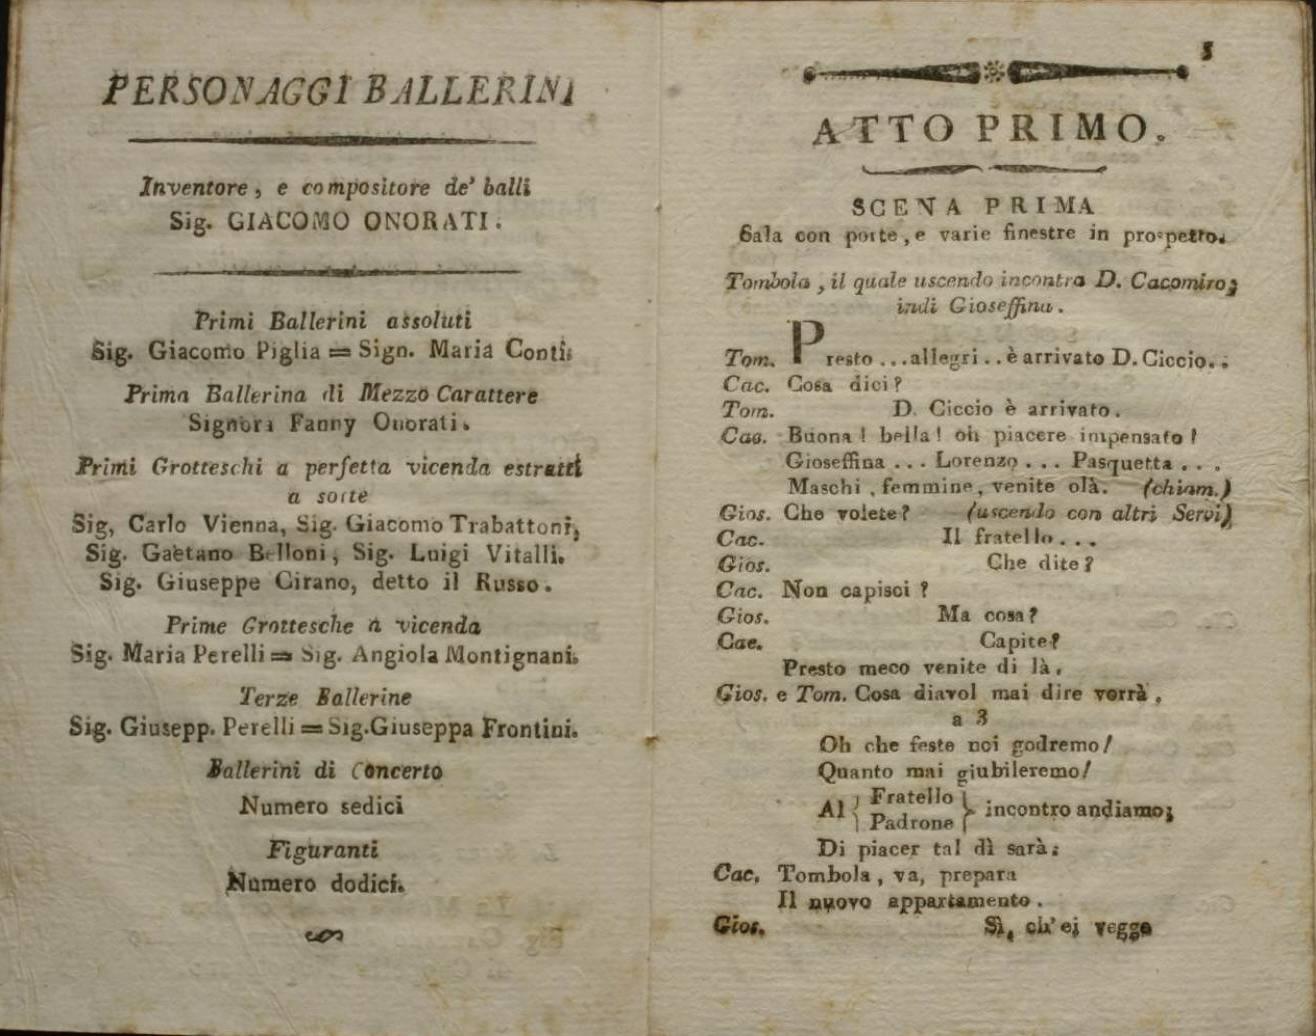 PERSONAGGI BALLERINI
Inventore, e compositore de' balli
Sig. GIACOMO ONORATI.
Primi Ballerini assoluti
Sig. Giacomo Piglia = Sign. Maria Conti.
Prima Ballerina di Mezzo Carattere
Signora Fanny Onorati.
Primi Grotteschi a perfetta vicenda estratti
a sorte
Sig, Carlo Vienna, Sig. Giacomo Trabattoni,
Sig. Gaetano Belloni, Sig. Luigi Vitalli.
Sig. Giuseppe Cirano, detto il Russo.
Prime Grottesche a vicenda
Sig. Maria Perelli = Sig. Angiola Montignani.
Terze Ballerine
Sig. Giusepp. Perelli = Sig. Giuseppa Frontini.
Ballerini di Concerto
Numero sedici
Figuranti
Numero dodici.
5
ATTO PRIMO.
SCENA PRIMA
Sala con porte, e varie finestre in prospetto.
Tombola, il quale uscendo incontra D. Cacomiro;
indi Gioseffina.
Tom. Presto ... allegri .. è arrivato D. Ciccio..
Cac. Cosa dici?
Tom. D. Ciccio è arrivato.
Cac. Buona! bella! oh piacere impensato!
Gioseffina ... Lorenzo ... Pasquetta ...
Maschi, femmine, venite olà. (chiam.)
Gios. Che volete? (uscendo con altri Servi)
Cac. Il fratello ...
Gios. Che dite?
Cac. Non capisci?
Gios. Ma cosa?
Cac. Capite?
Presto meco venite di là.
Gios. e Tom. Cosa diavol mai dire vorrà.
a 3
Oh che feste noi godremo!
Quanto mai giubileremo!
Al { Fratello
Padrone } incontro andiamo;
Di piacer tal dì sarà:
Cac. Tombola, va, prepara
Il nuovo appartamento.
Gios. Sì, ch' ei vegga